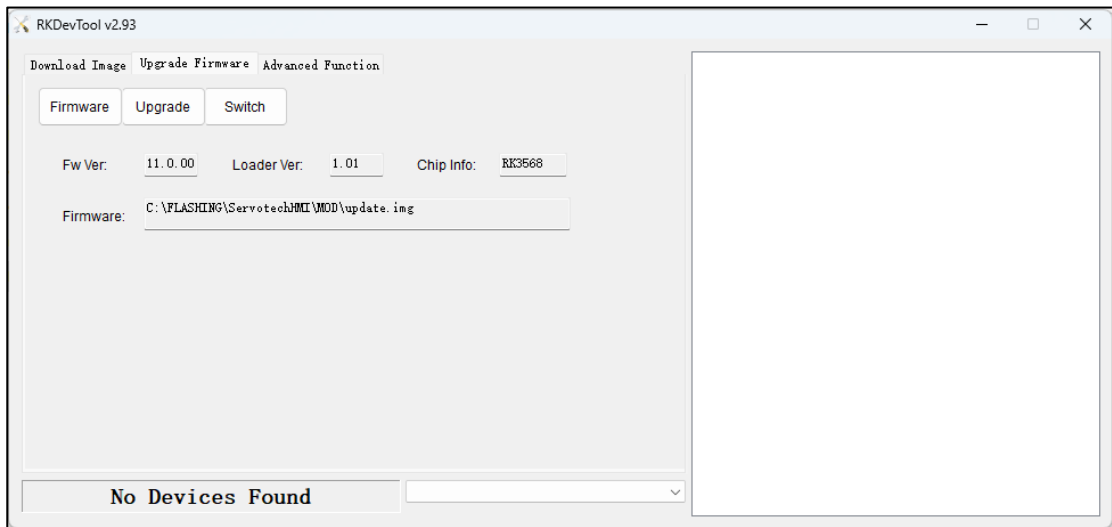 RKDevTool v2.93
Download Image Upgrade Firmware Advanced Function
Firmware Upgrade Switch
Fw Ver: 11.0.00 Loader Ver: 1.01 Chip Info: RK3568
Firmware: C:\FLASHING\ServotechHMI\MOD\update.img
No Devices Found